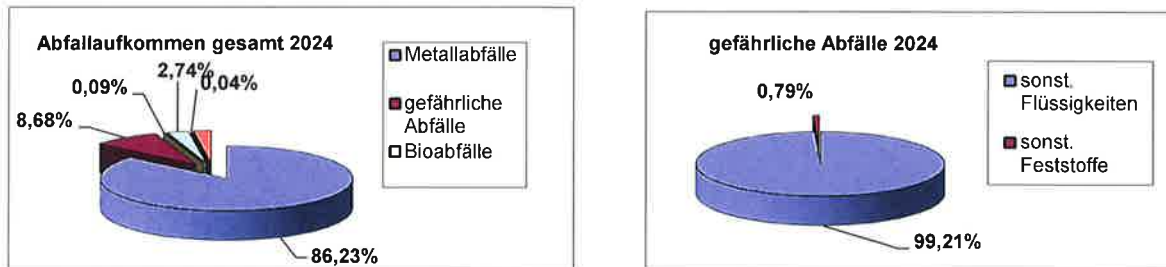 Abfallaufkommen gesamt 2024
2,74%
0,09%
0,04%
8,68%
86,23%
Metallabfälle
gefährliche
Abfälle
Bioabfälle
gefährliche Abfälle 2024
0,79%
99,21%
sonst.
Flüssigkeiten
sonst.
Feststoffe